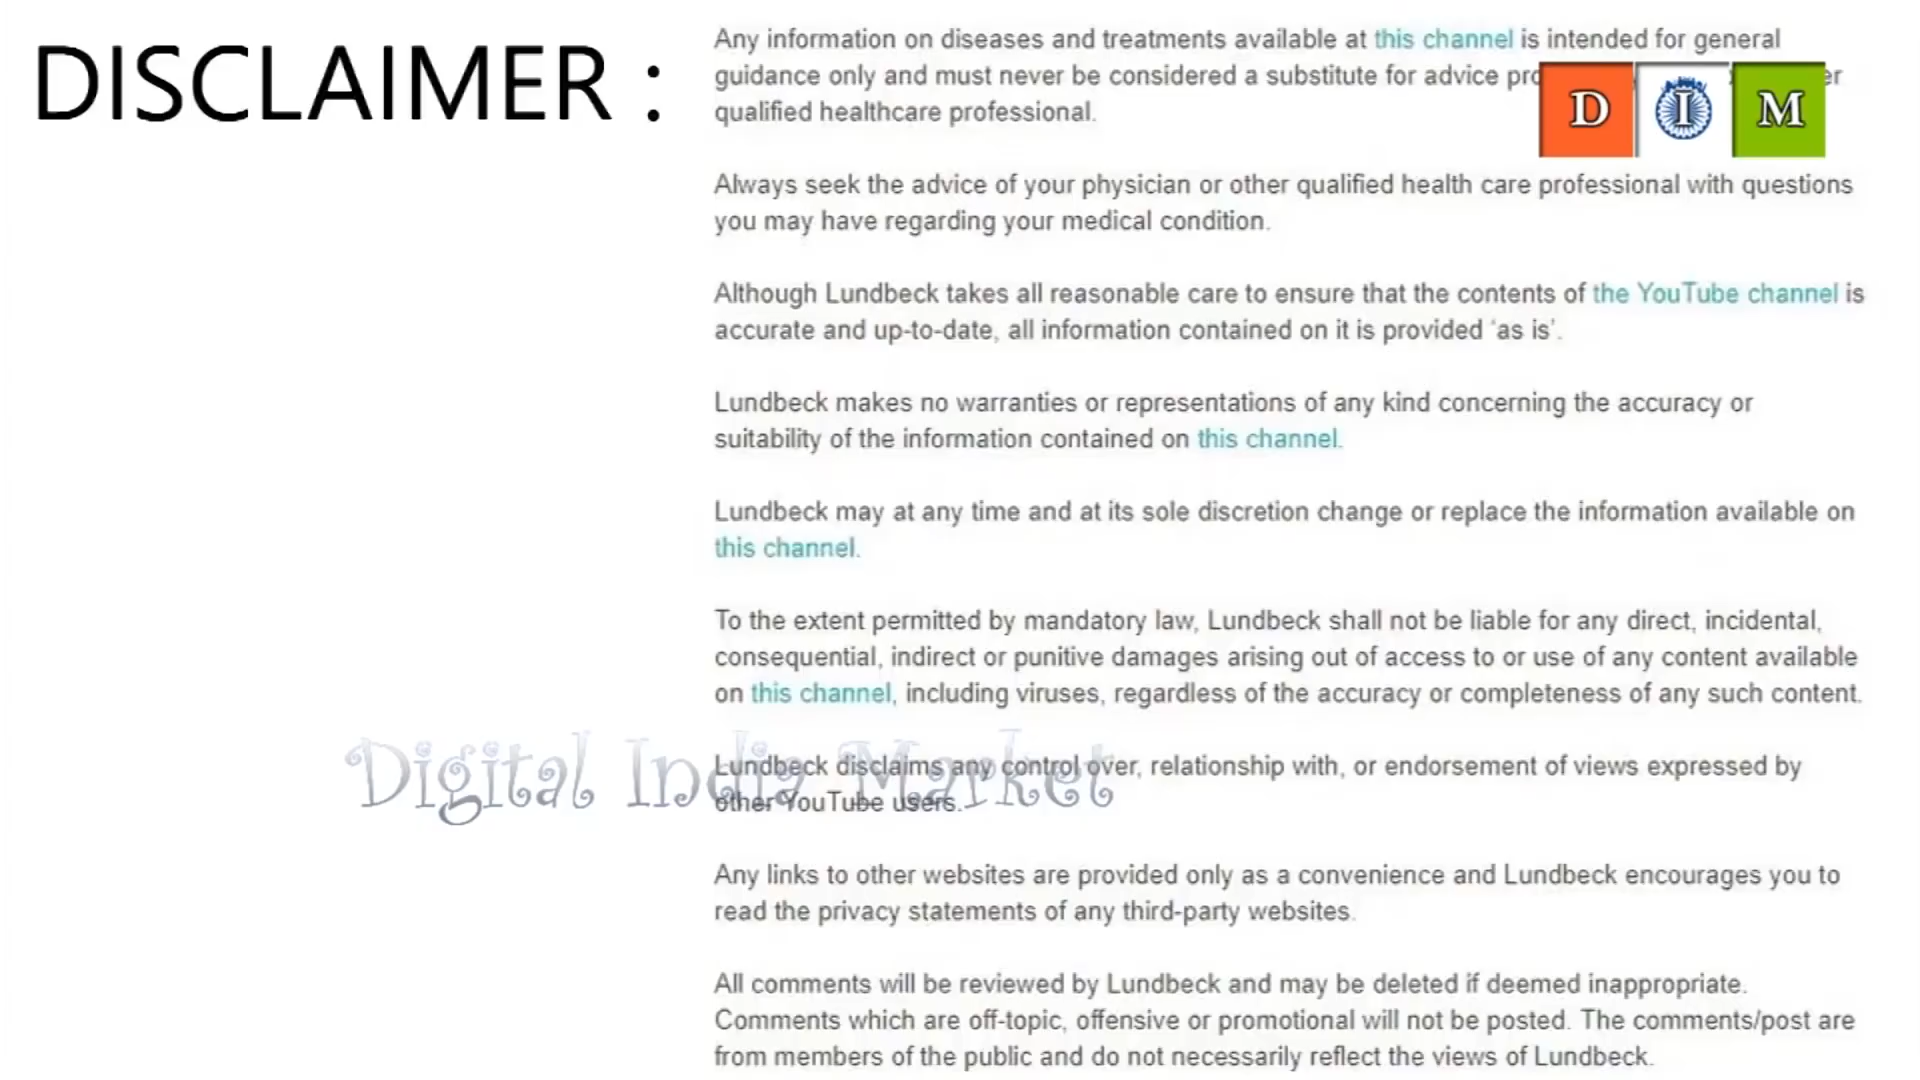 DISCLAIMER :
Any information on diseases and treatments available at this channel is intended for general
guidance only and must never be considered a substitute for advice
qualified healthcare professional.
D I M
Always seek the advice of your physician or other qualified health care professional with questions
you may have regarding your medical condition.
Although Lundbeck takes all reasonable care to ensure that the contents of the YouTube channel is
accurate and up-to-date, all information contained on it is provided 'as is'.
Lundbeck makes no warranties or representations of any kind concerning the accuracy or
suitability of the information contained on this channel.
Lundbeck may at any time and at its sole discretion change or replace the information available on
this channel.
To the extent permitted by mandatory law, Lundbeck shall not be liable for any direct, incidental,
consequential, indirect or punitive damages arising out of access to or use of any content available
on this channel, including viruses, regardless of the accuracy or completeness of any such content.
Digital India Market
Lundbeck disclaims any control over, relationship with, or endorsement of views expressed by
other YouTube users.
Any links to other websites are provided only as a convenience and Lundbeck encourages you to
read the privacy statements of any third-party websites.
All comments will be reviewed by Lundbeck and may be deleted if deemed inappropriate.
Comments which are off-topic, offensive or promotional will not be posted. The comments/post are
from members of the public and do not necessarily reflect the views of Lundbeck.